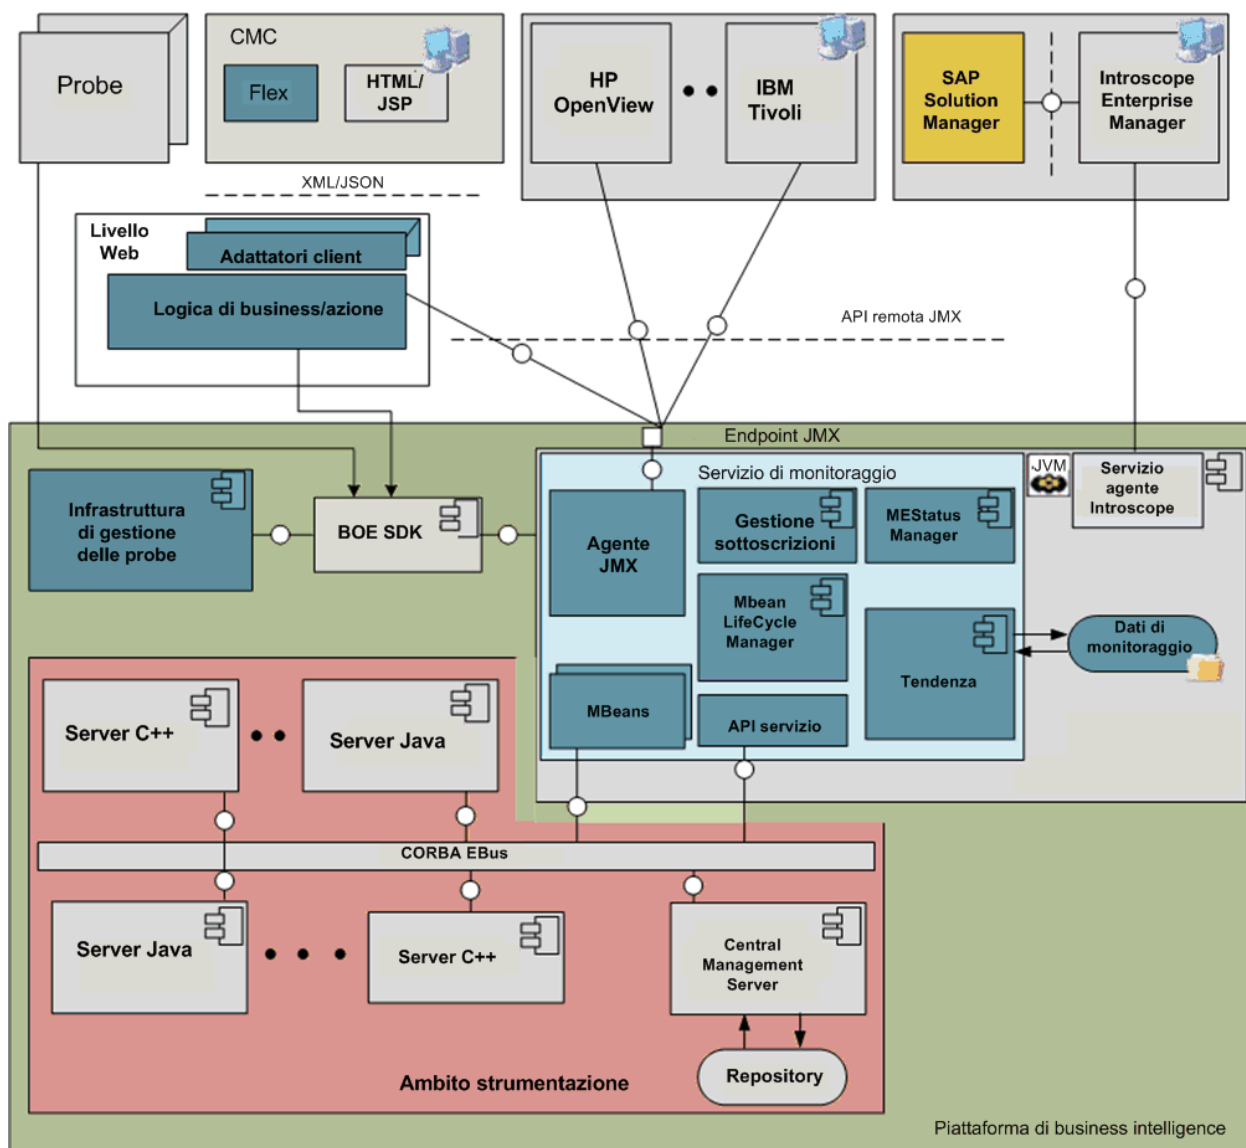 Probe
CMC
Flex
HTML/
JSP
HP
OpenView
IBM
Tivoli
SAP
Solution
Manager
Introscope
Enterprise
Manager
XML/JSON
Livello
Web
Adattatori client
Logica di business/azione
API remota JMX
Endpoint JMX
Servizio di monitoraggio
JVM
Servizio
agente
Introscope
Infrastruttura
di gestione
delle probe
BOE SDK
Agente
JMX
Gestione
sottoscrizioni
MEStatus
Manager
Mbean
LifeCycle
Manager
Tendenza
Dati di
monitoraggio
MBeans
API servizio
Server C++
Server Java
CORBA EBus
Server Java
Server C++
Central
Management
Server
Repository
Ambito strumentazione
Piattaforma di business intelligence